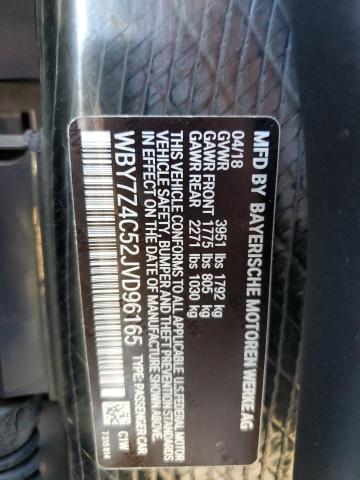 MFD BY BAYERISCHE MOTOREN WERKE AG
04/18
GVWR 3951 lbs 1792 kg
GAWR FRONT 1775 lbs 805 kg
GAWR REAR 2271 lbs 1030 kg
THIS VEHICLE CONFORMS TO ALL APPLICABLE U.S.FEDERAL MOTOR
VEHICLE SAFETY, BUMPER AND THEFT PREVENTION STANDARDS IN
EFFECT ON THE DATE OF MANUFACTURE SHOWN ABOVE.
WBY7Z4C52JVD96165 TYPE: PASSENGER CAR
C1W